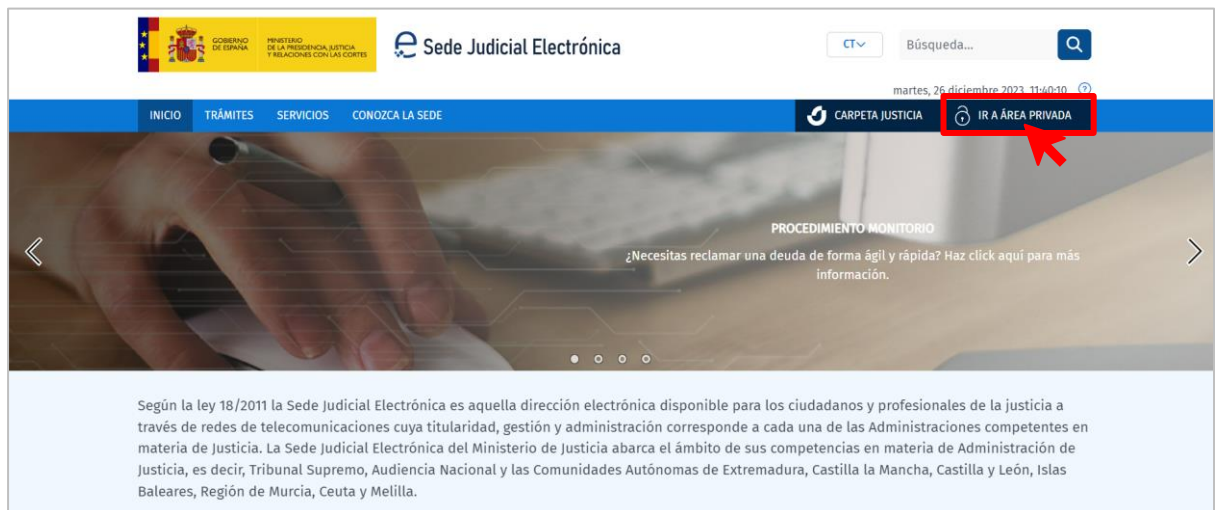 GOBIERNO
DE ESPAÑA
MINISTERIO
DE LA PRESIDENCIA, JUSTICIA
Y RELACIONES CON LAS CORTES
Sede Judicial Electrónica
CT
Búsqueda...
martes, 26 diciembre 2023 11:40:10
INICIO TRÁMITES SERVICIOS CONOZCA LA SEDE CARPETA JUSTICIA IR A ÁREA PRIVADA
PROCEDIMIENTO MONITORIO
¿Necesitas reclamar una deuda de forma ágil y rápida? Haz click aquí para más
información.
Según la ley 18/2011 la Sede Judicial Electrónica es aquella dirección electrónica disponible para los ciudadanos y profesionales de la justicia a
través de redes de telecomunicaciones cuya titularidad, gestión y administración corresponde a cada una de las Administraciones competentes en
materia de Justicia. La Sede Judicial Electrónica del Ministerio de Justicia abarca el ámbito de sus competencias en materia de Administración de
Justicia, es decir, Tribunal Supremo, Audiencia Nacional y las Comunidades Autónomas de Extremadura, Castilla la Mancha, Castilla y León, Islas
Baleares, Región de Murcia, Ceuta y Melilla.